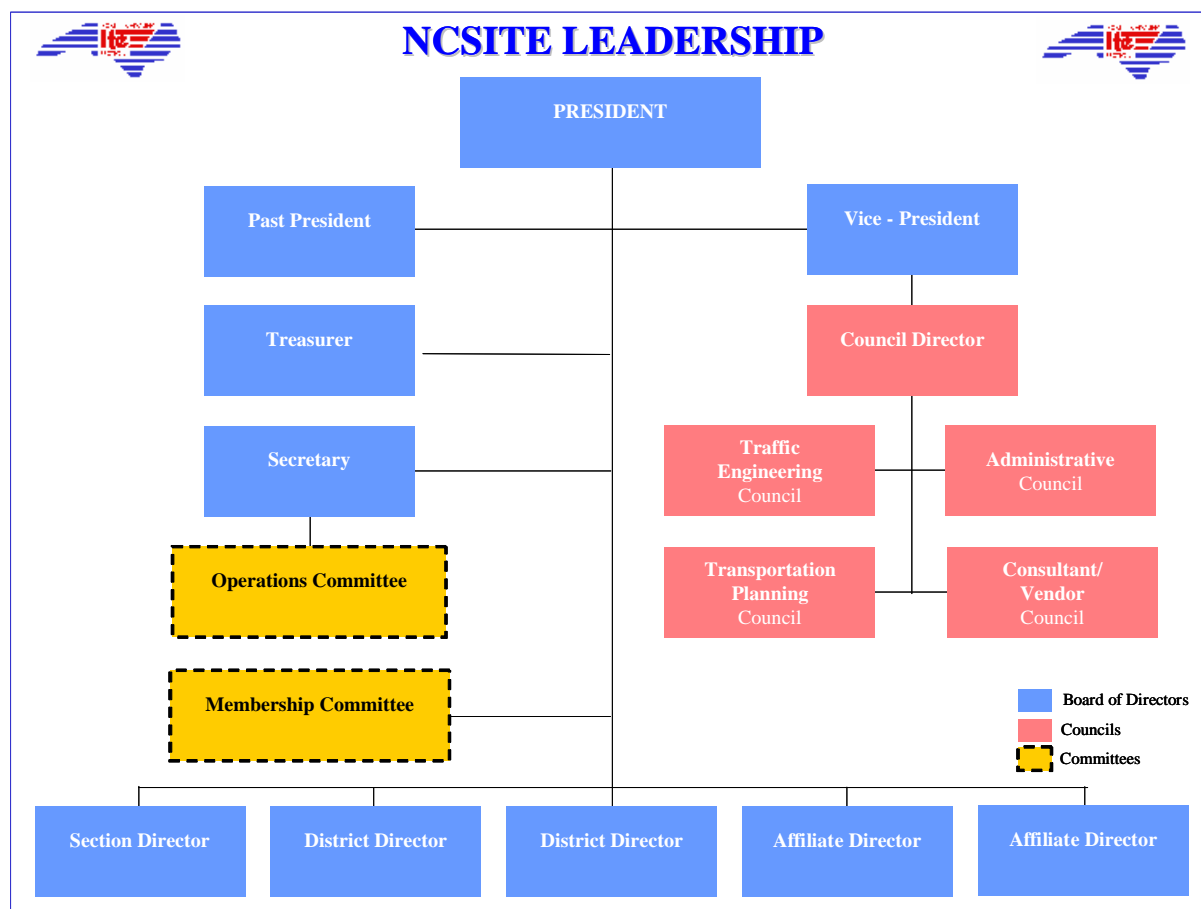 NCSITE LEADERSHIP
ite
ite
PRESIDENT
Past President
Vice - President
Treasurer
Council Director
Secretary
Traffic
Engineering
Council
Administrative
Council
Operations Committee
Transportation
Planning
Council
Consultant/
Vendor
Council
Membership Committee
Board of Directors
Councils
Committees
Section Director
District Director
District Director
Affiliate Director
Affiliate Director